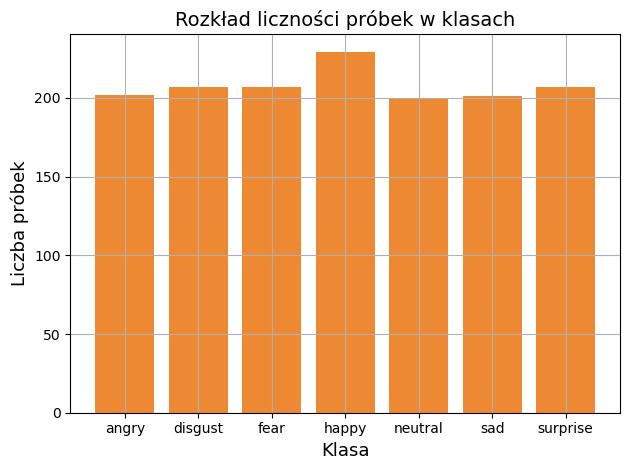 Rozkład liczności próbek w klasach
Liczba próbek
200
150
100
50
0
angry disgust fear happy neutral sad surprise
Klasa